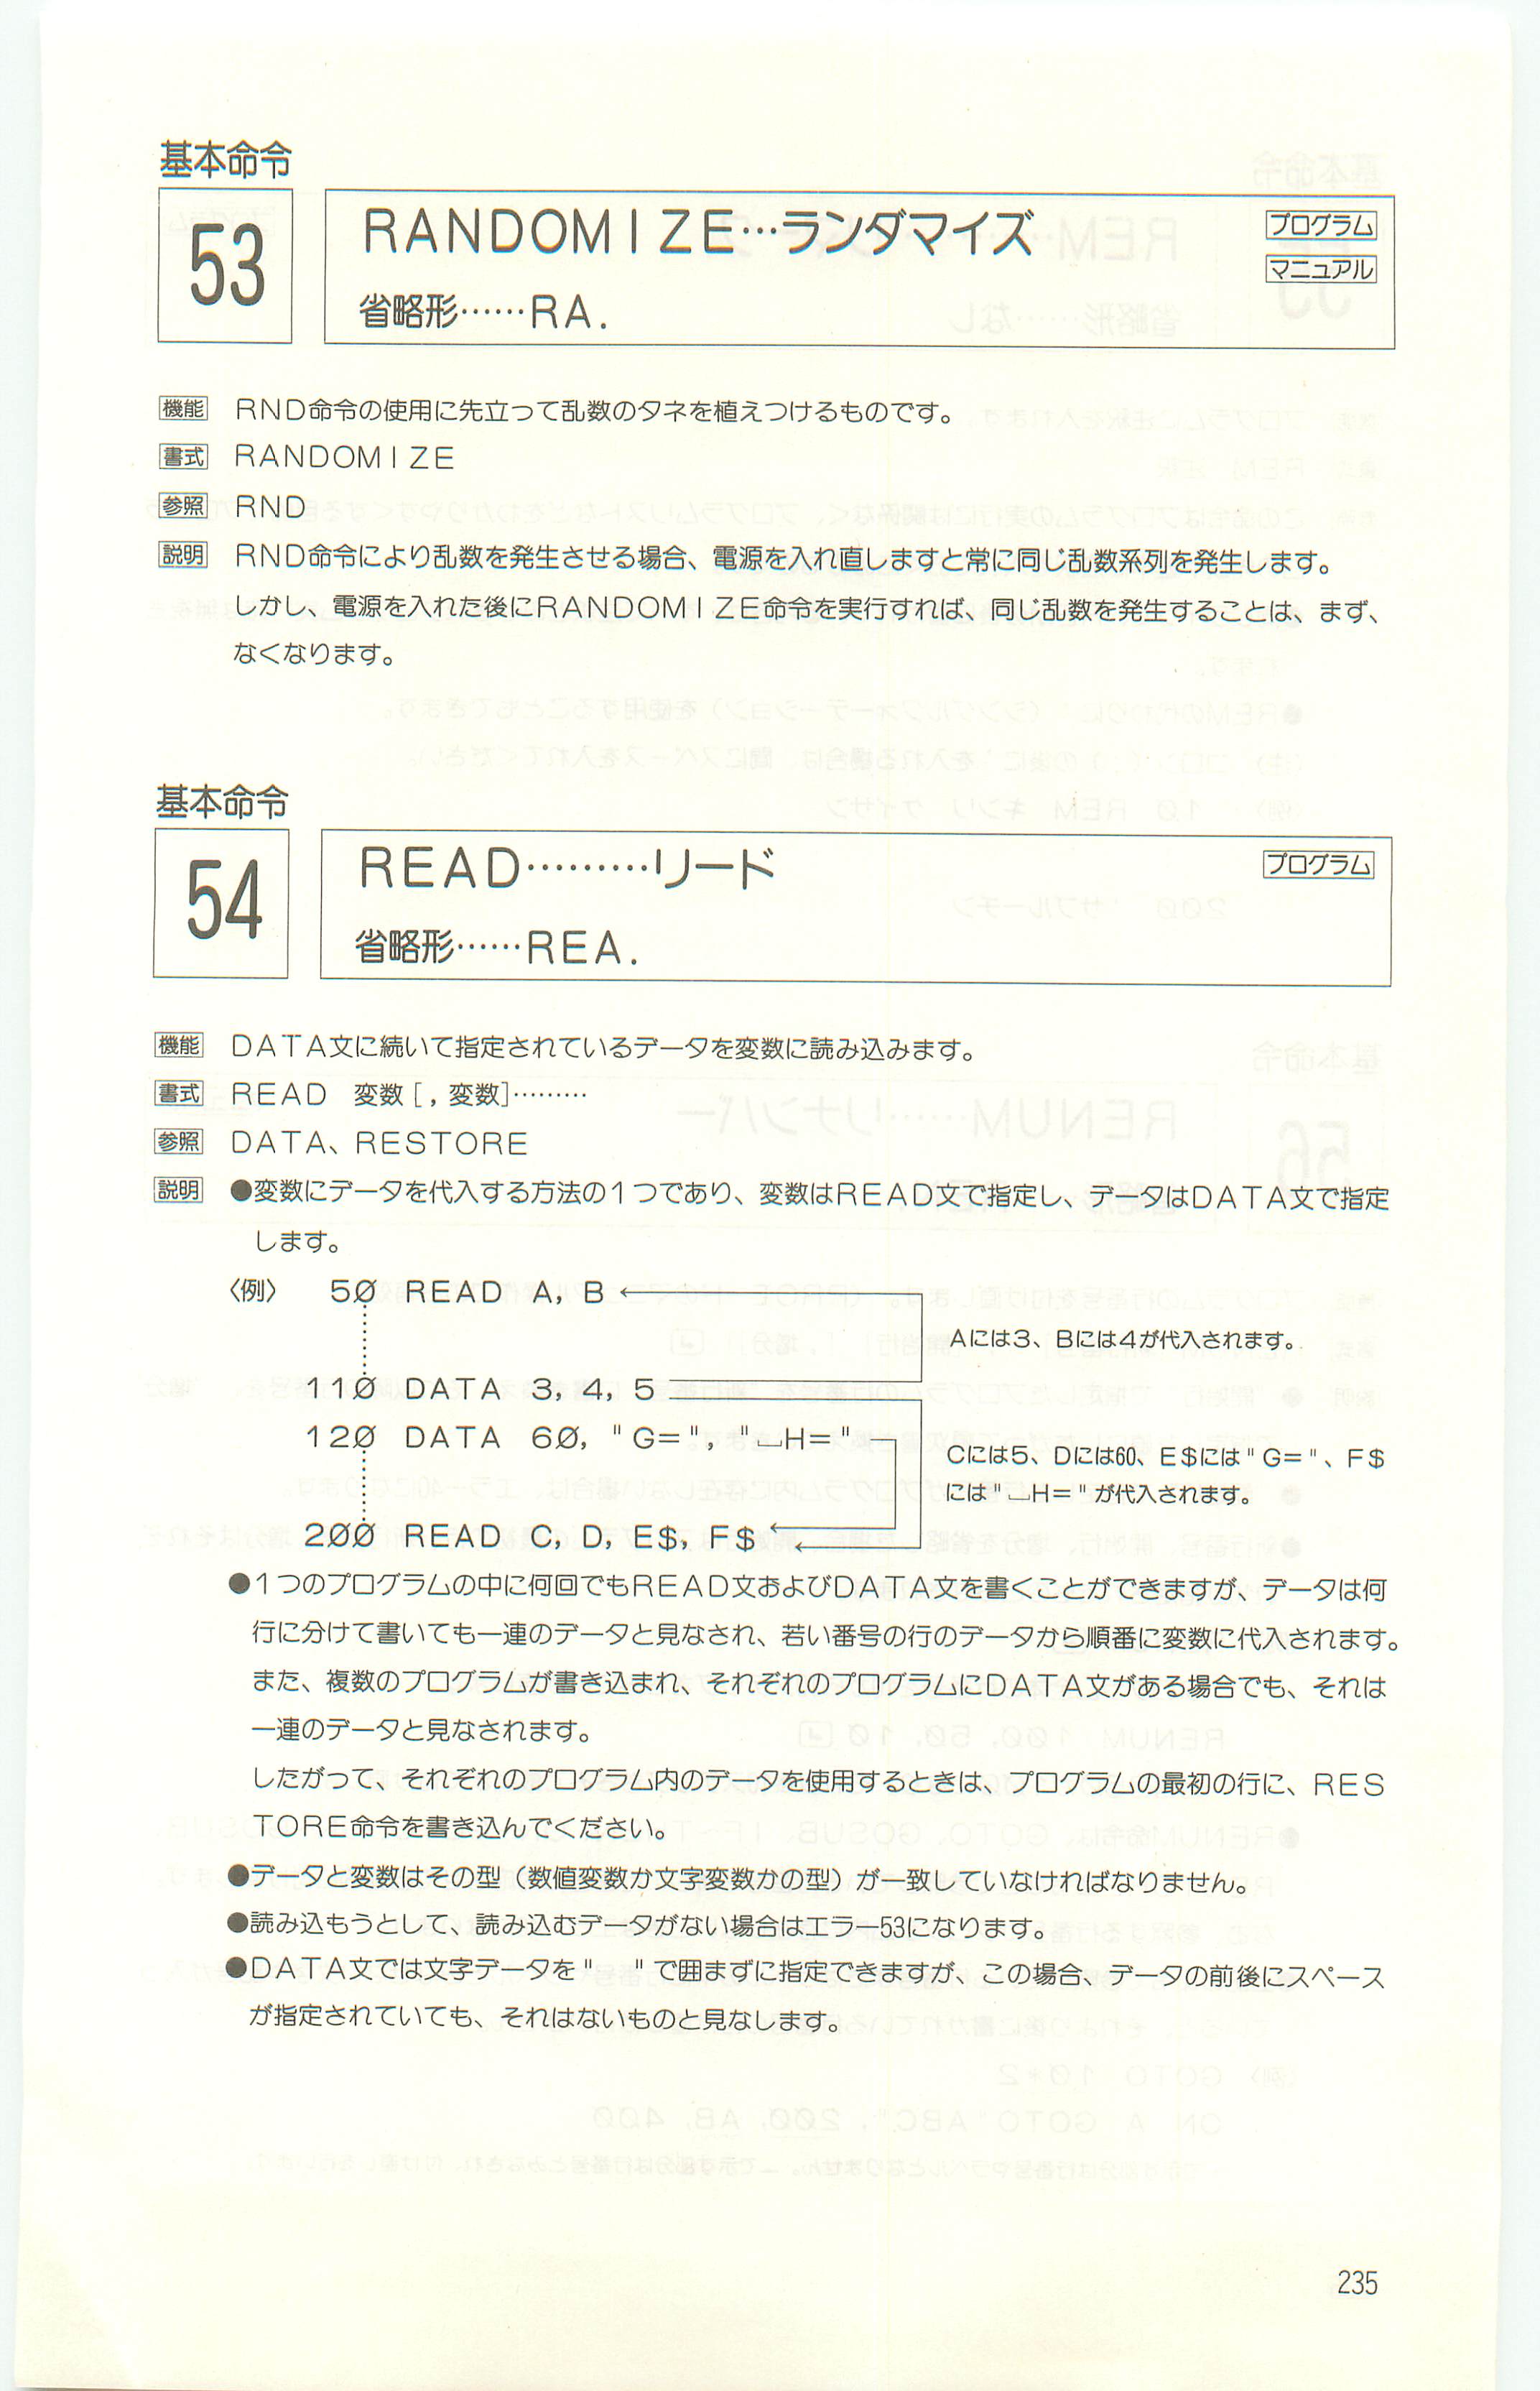 基本命令
53
RANDOMIZE…ランダマイズ
プログラム
マニュアル
省略形……RA.
機能 RND命令の使用に先立って乱数のタネを植えつけるものです。
書式 RANDOMIZE
参照 RND
説明 RND命令により乱数を発生させる場合、電源を入れ直しますと常に同じ乱数系列を発生します。
しかし、電源を入れた後にRANDOMIZE命令を実行すれば、同じ乱数を発生することは、まず、
なくなります。
基本命令
54
READ………リード
プログラム
省略形……REA.
機能 DATA文に続いて指定されているデータを変数に読み込みます。
書式 READ 変数[,変数]………
参照 DATA、RESTORE
説明 ●変数にデータを代入する方法の1つであり、変数はREAD文で指定し、データはDATA文で指定
します。
〈例〉 50 READ A, B
Aには3、Bには4が代入されます。
110 DATA 3, 4, 5
120 DATA 60, "G=", "⎵H="
Cには5、Dには60、E$には"G="、F$
には"⎵H="が代入されます。
200 READ C, D, E$, F$
●1つのプログラムの中に何回でもREAD文およびDATA文を書くことができますが、データは何
行に分けて書いても一連のデータと見なされ、若い番号の行のデータから順番に変数に代入されます。
また、複数のプログラムが書き込まれ、それぞれのプログラムにDATA文がある場合でも、それは
一連のデータと見なされます。
したがって、それぞれのプログラム内のデータを使用するときは、プログラムの最初の行に、RES
TORE命令を書き込んでください。
●データと変数はその型（数値変数か文字変数かの型）が一致していなければなりません。
●読み込もうとして、読み込むデータがない場合はエラー53になります。
●DATA文では文字データを"　"で囲まずに指定できますが、この場合、データの前後にスペース
が指定されていても、それはないものと見なします。
235